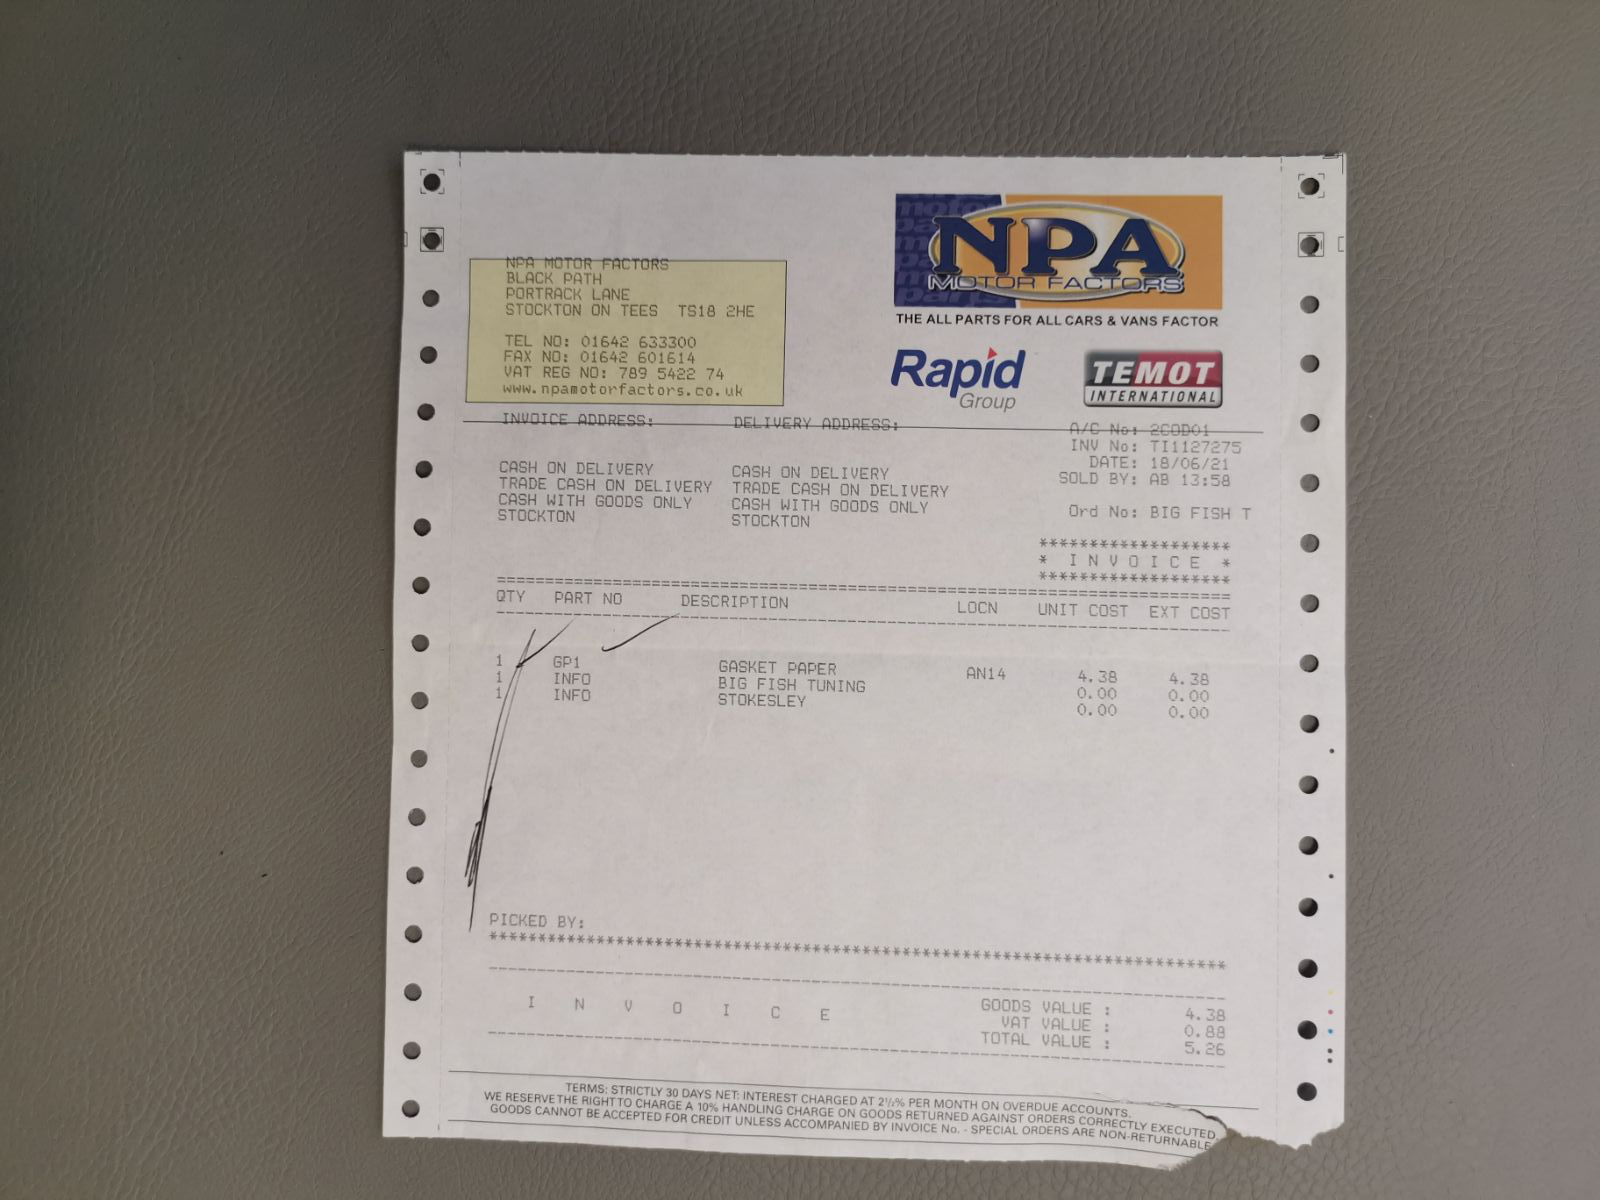 NPA
MOTOR FACTORS
THE ALL PARTS FOR ALL CARS & VANS FACTOR
Rapid
Group
TEMOT
INTERNATIONAL
NPA MOTOR FACTORS
BLACK PATH
PORTRACK LANE
STOCKTON ON TEES TS18 2HE
TEL NO: 01642 633300
FAX NO: 01642 601614
VAT REG NO: 789 5422 74
www.npamotorfactors.co.uk
INVOICE ADDRESS: DELIVERY ADDRESS:
A/C No: 2COD01
INV No: TI1127275
DATE: 18/06/21
SOLD BY: AB 13:58
Ord No: BIG FISH T
CASH ON DELIVERY CASH ON DELIVERY
TRADE CASH ON DELIVERY TRADE CASH ON DELIVERY
CASH WITH GOODS ONLY CASH WITH GOODS ONLY
STOCKTON STOCKTON
*******************
* I N V O I C E *
*******************
QTY PART NO DESCRIPTION LOCN UNIT COST EXT COST
1 GP1 GASKET PAPER AN14 4.38 4.38
1 INFO BIG FISH TUNING 0.00 0.00
1 INFO STOKESLEY 0.00 0.00
PICKED BY:
I N V O I C E
GOODS VALUE : 4.38
VAT VALUE : 0.88
TOTAL VALUE : 5.26
TERMS: STRICTLY 30 DAYS NET: INTEREST CHARGED AT 2½% PER MONTH ON OVERDUE ACCOUNTS.
WE RESERVE THE RIGHT TO CHARGE A 10% HANDLING CHARGE ON GOODS RETURNED AGAINST ORDERS CORRECTLY EXECUTED.
GOODS CANNOT BE ACCEPTED FOR CREDIT UNLESS ACCOMPANIED BY INVOICE No. - SPECIAL ORDERS ARE NON-RETURNABLE